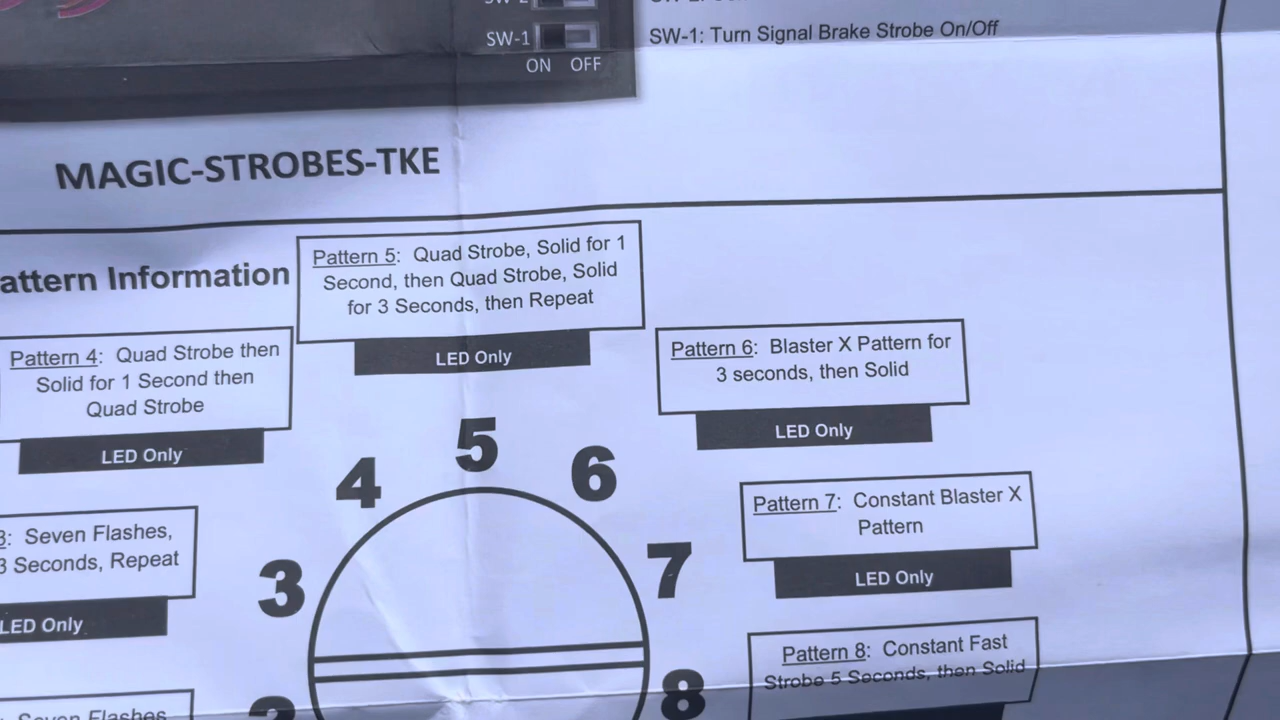 SW-1
SW-1: Turn Signal Brake Strobe On/Off
ON OFF
MAGIC-STROBES-TKE
attern Information
Pattern 5: Quad Strobe, Solid for 1
Second, then Quad Strobe, Solid
for 3 Seconds, then Repeat
LED Only
Pattern 4: Quad Strobe then
Solid for 1 Second then
Quad Strobe
LED Only
Pattern 6: Blaster X Pattern for
3 seconds, then Solid
LED Only
5
4
6
Pattern 7: Constant Blaster X
Pattern
LED Only
3: Seven Flashes,
3 Seconds, Repeat
LED Only
3
7
Pattern 8: Constant Fast
Strobe 5 Seconds, then Solid
2
8
Seven Flashes